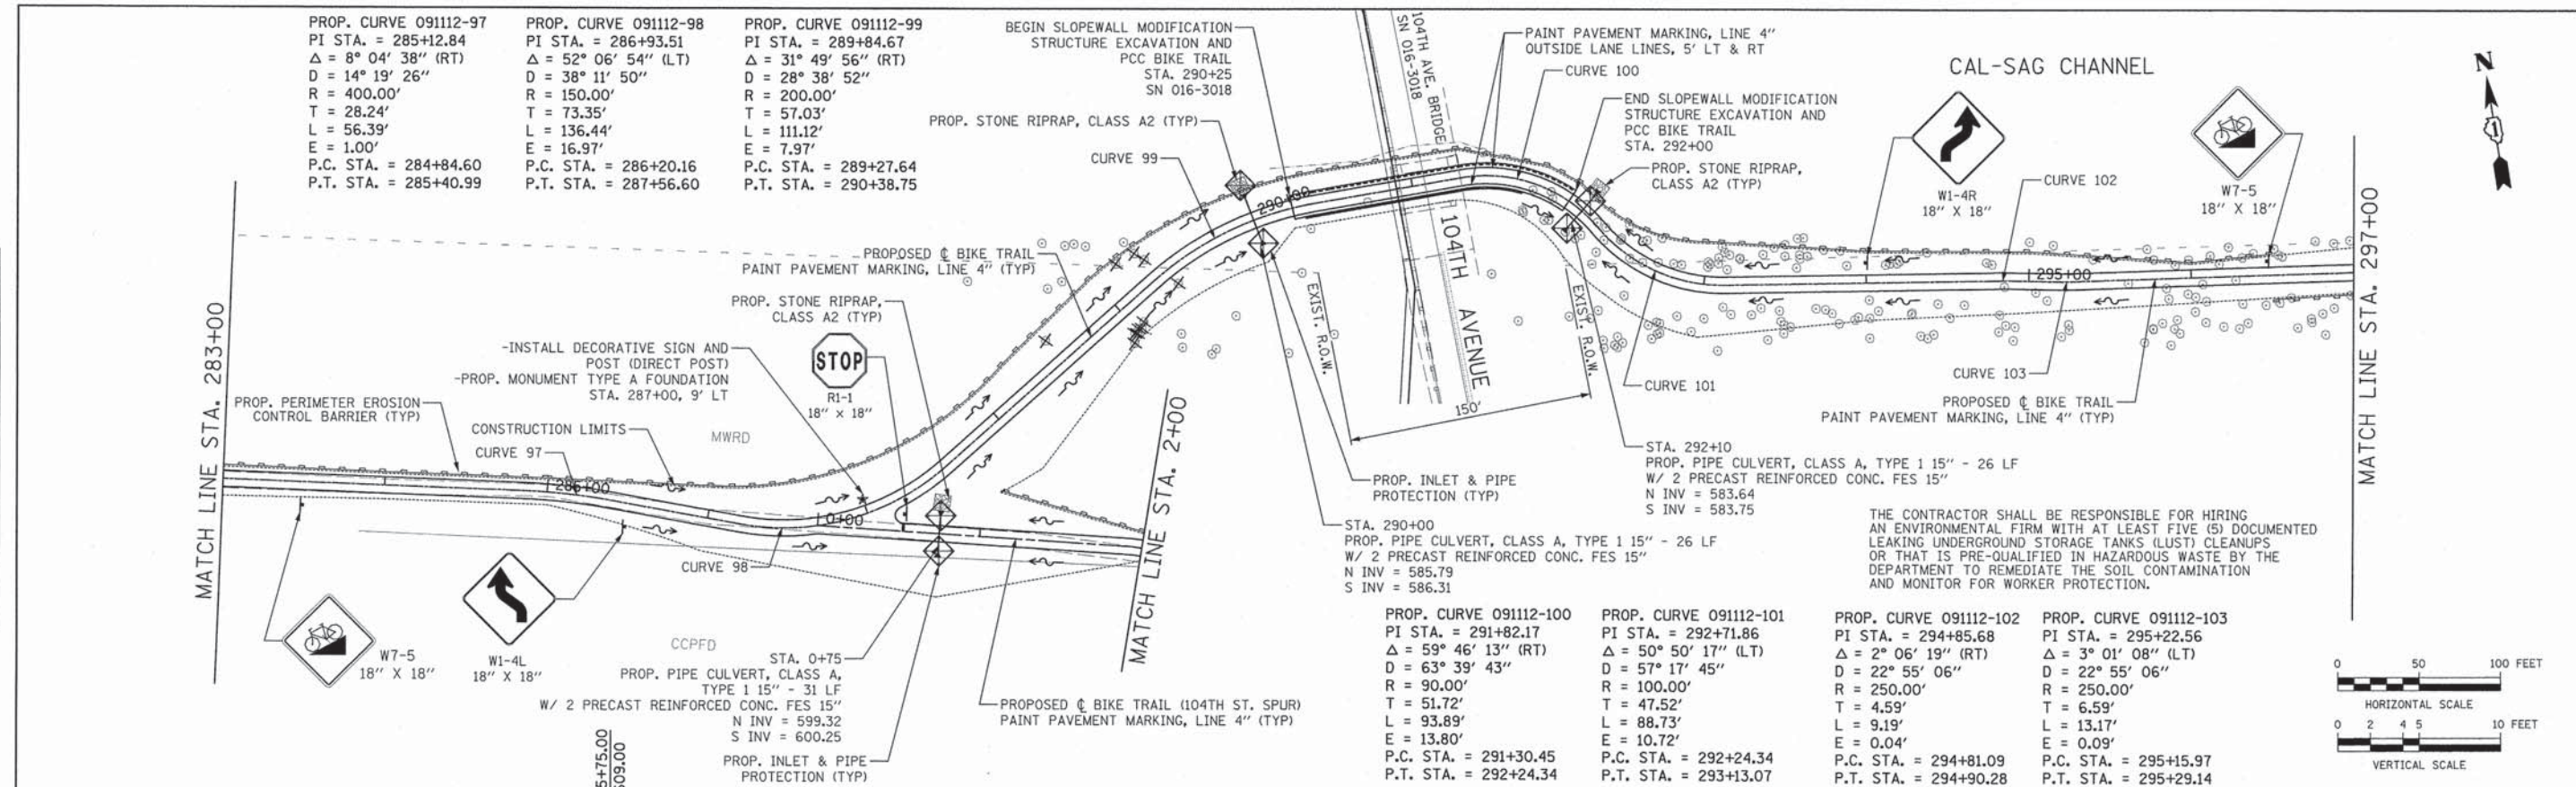 PROP. CURVE 091112-97
PI STA. = 285+12.84
Δ = 8° 04' 38" (RT)
D = 14° 19' 26"
R = 400.00'
T = 28.24'
L = 56.39'
E = 1.00'
P.C. STA. = 284+84.60
P.T. STA. = 285+40.99
PROP. CURVE 091112-98
PI STA. = 286+93.51
Δ = 52° 06' 54" (LT)
D = 38° 11' 50"
R = 150.00'
T = 73.35'
L = 136.44'
E = 16.97'
P.C. STA. = 286+20.16
P.T. STA. = 287+56.60
PROP. CURVE 091112-99
PI STA. = 289+84.67
Δ = 31° 49' 56" (RT)
D = 28° 38' 52"
R = 200.00'
T = 57.03'
L = 111.12'
E = 7.97'
P.C. STA. = 289+27.64
P.T. STA. = 290+38.75
BEGIN SLOPEWALL MODIFICATION
STRUCTURE EXCAVATION AND
PCC BIKE TRAIL
STA. 290+25
SN 016-3018
PROP. STONE RIPRAP, CLASS A2 (TYP)
CURVE 99
104TH AVE. BRIDGE
SN 016-3018
PAINT PAVEMENT MARKING, LINE 4"
OUTSIDE LANE LINES, 5' LT & RT
CURVE 100
END SLOPEWALL MODIFICATION
STRUCTURE EXCAVATION AND
PCC BIKE TRAIL
STA. 292+00
PROP. STONE RIPRAP,
CLASS A2 (TYP)
CAL-SAG CHANNEL
W1-4R
18" X 18"
CURVE 102
W7-5
18" X 18"
N
1
MATCH LINE STA. 297+00
290+00
295+00
PROPOSED ℄ BIKE TRAIL
PAINT PAVEMENT MARKING, LINE 4" (TYP)
PROP. STONE RIPRAP,
CLASS A2 (TYP)
-INSTALL DECORATIVE SIGN AND
POST (DIRECT POST)
-PROP. MONUMENT TYPE A FOUNDATION
STA. 287+00, 9' LT
STOP
R1-1
18" X 18"
PROP. PERIMETER EROSION
CONTROL BARRIER (TYP)
CONSTRUCTION LIMITS
CURVE 97
MWRD
MATCH LINE STA. 283+00
0+00
MATCH LINE STA. 2+00
EXIST. R.O.W.
104TH AVENUE
EXIST. R.O.W.
150'
CURVE 101
CURVE 103
PROPOSED ℄ BIKE TRAIL
PAINT PAVEMENT MARKING, LINE 4" (TYP)
PROP. INLET & PIPE
PROTECTION (TYP)
STA. 292+10
PROP. PIPE CULVERT, CLASS A, TYPE 1 15" - 26 LF
W/ 2 PRECAST REINFORCED CONC. FES 15"
N INV = 583.64
S INV = 583.75
STA. 290+00
PROP. PIPE CULVERT, CLASS A, TYPE 1 15" - 26 LF
W/ 2 PRECAST REINFORCED CONC. FES 15"
N INV = 585.79
S INV = 586.31
THE CONTRACTOR SHALL BE RESPONSIBLE FOR HIRING
AN ENVIRONMENTAL FIRM WITH AT LEAST FIVE (5) DOCUMENTED
LEAKING UNDERGROUND STORAGE TANKS (LUST) CLEANUPS
OR THAT IS PRE-QUALIFIED IN HAZARDOUS WASTE BY THE
DEPARTMENT TO REMEDIATE THE SOIL CONTAMINATION
AND MONITOR FOR WORKER PROTECTION.
CURVE 98
W7-5
18" X 18"
W1-4L
18" X 18"
CCPFD
STA. 0+75
PROP. PIPE CULVERT, CLASS A,
TYPE 1 15" - 31 LF
W/ 2 PRECAST REINFORCED CONC. FES 15"
N INV = 599.32
S INV = 600.25
PROP. INLET & PIPE
PROTECTION (TYP)
PROPOSED ℄ BIKE TRAIL (104TH ST. SPUR)
PAINT PAVEMENT MARKING, LINE 4" (TYP)
PROP. CURVE 091112-100
PI STA. = 291+82.17
Δ = 59° 46' 13" (RT)
D = 63° 39' 43"
R = 90.00'
T = 51.72'
L = 93.89'
E = 13.80'
P.C. STA. = 291+30.45
P.T. STA. = 292+24.34
PROP. CURVE 091112-101
PI STA. = 292+71.86
Δ = 50° 50' 17" (LT)
D = 57° 17' 45"
R = 100.00'
T = 47.52'
L = 88.73'
E = 10.72'
P.C. STA. = 292+24.34
P.T. STA. = 293+13.07
PROP. CURVE 091112-102
PI STA. = 294+85.68
Δ = 2° 06' 19" (RT)
D = 22° 55' 06"
R = 250.00'
T = 4.59'
L = 9.19'
E = 0.04'
P.C. STA. = 294+81.09
P.T. STA. = 294+90.28
PROP. CURVE 091112-103
PI STA. = 295+22.56
Δ = 3° 01' 08" (LT)
D = 22° 55' 06"
R = 250.00'
T = 6.59'
L = 13.17'
E = 0.09'
P.C. STA. = 295+15.97
P.T. STA. = 295+29.14
0 50 100 FEET
HORIZONTAL SCALE
0 2 4 5 10 FEET
VERTICAL SCALE